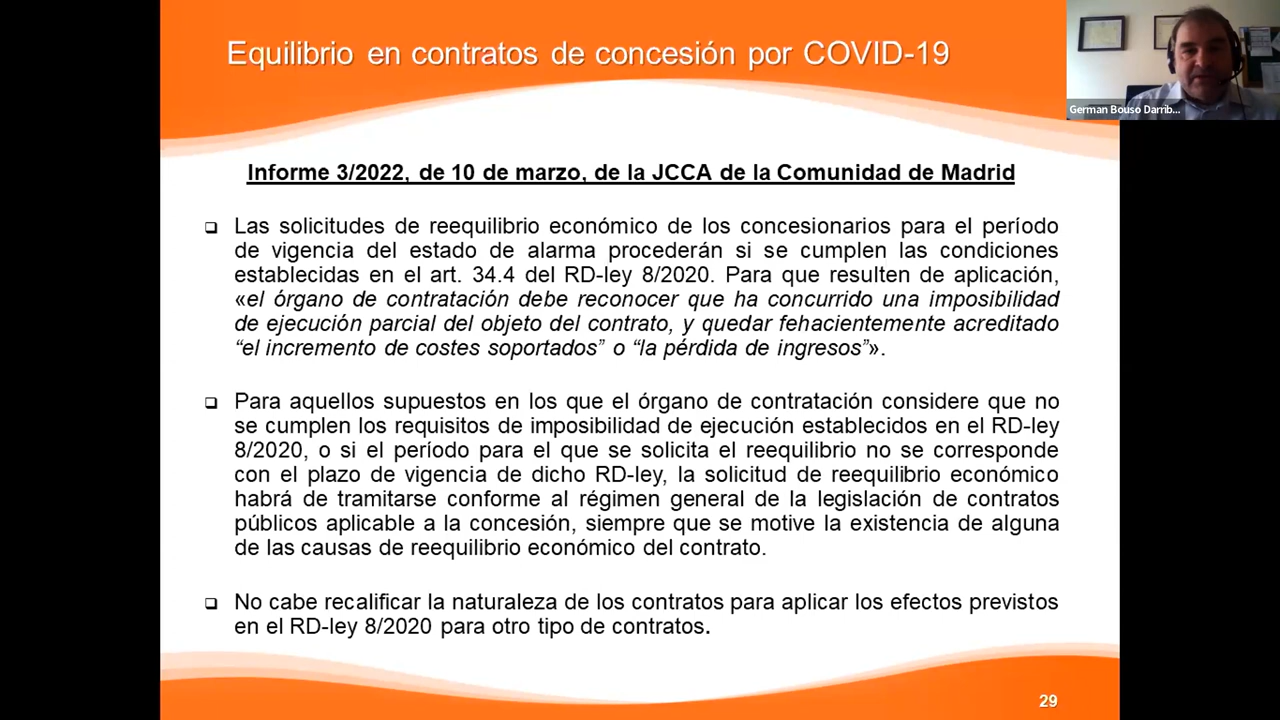 Equilibrio en contratos de concesión por COVID-19
German Bouso Darrib...
Informe 3/2022, de 10 de marzo, de la JCCA de la Comunidad de Madrid
❑ Las solicitudes de reequilibrio económico de los concesionarios para el período
de vigencia del estado de alarma procederán si se cumplen las condiciones
establecidas en el art. 34.4 del RD-ley 8/2020. Para que resulten de aplicación,
«el órgano de contratación debe reconocer que ha concurrido una imposibilidad
de ejecución parcial del objeto del contrato, y quedar fehacientemente acreditado
“el incremento de costes soportados” o “la pérdida de ingresos”».
❑ Para aquellos supuestos en los que el órgano de contratación considere que no
se cumplen los requisitos de imposibilidad de ejecución establecidos en el RD-ley
8/2020, o si el período para el que se solicita el reequilibrio no se corresponde
con el plazo de vigencia de dicho RD-ley, la solicitud de reequilibrio económico
habrá de tramitarse conforme al régimen general de la legislación de contratos
públicos aplicable a la concesión, siempre que se motive la existencia de alguna
de las causas de reequilibrio económico del contrato.
❑ No cabe recalificar la naturaleza de los contratos para aplicar los efectos previstos
en el RD-ley 8/2020 para otro tipo de contratos.
29